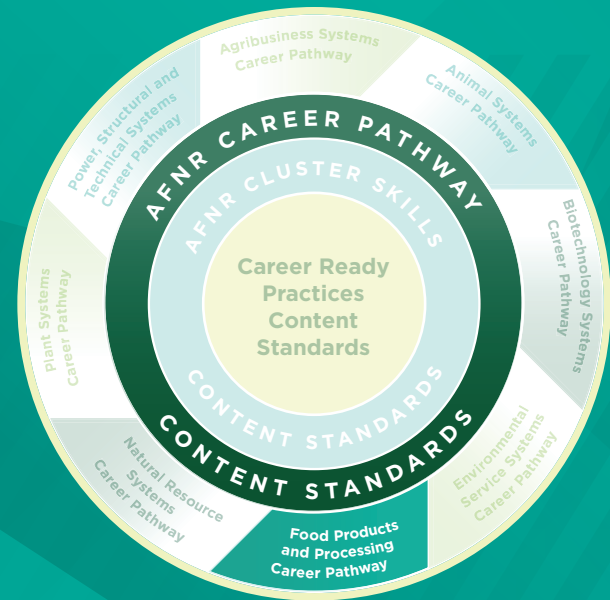 Agribusiness Systems
Career Pathway
Animal Systems
Career Pathway
Biotechnology Systems
Career Pathway
Environmental
Service Systems
Career Pathway
Food Products
and Processing
Career Pathway
Natural Resource
Systems
Career Pathway
Plant Systems
Career Pathway
Power, Structural and
Technical Systems
Career Pathway
AFNR CAREER PATHWAY
CONTENT STANDARDS
AFNR CLUSTER SKILLS
CONTENT STANDARDS
Career Ready
Practices
Content
Standards